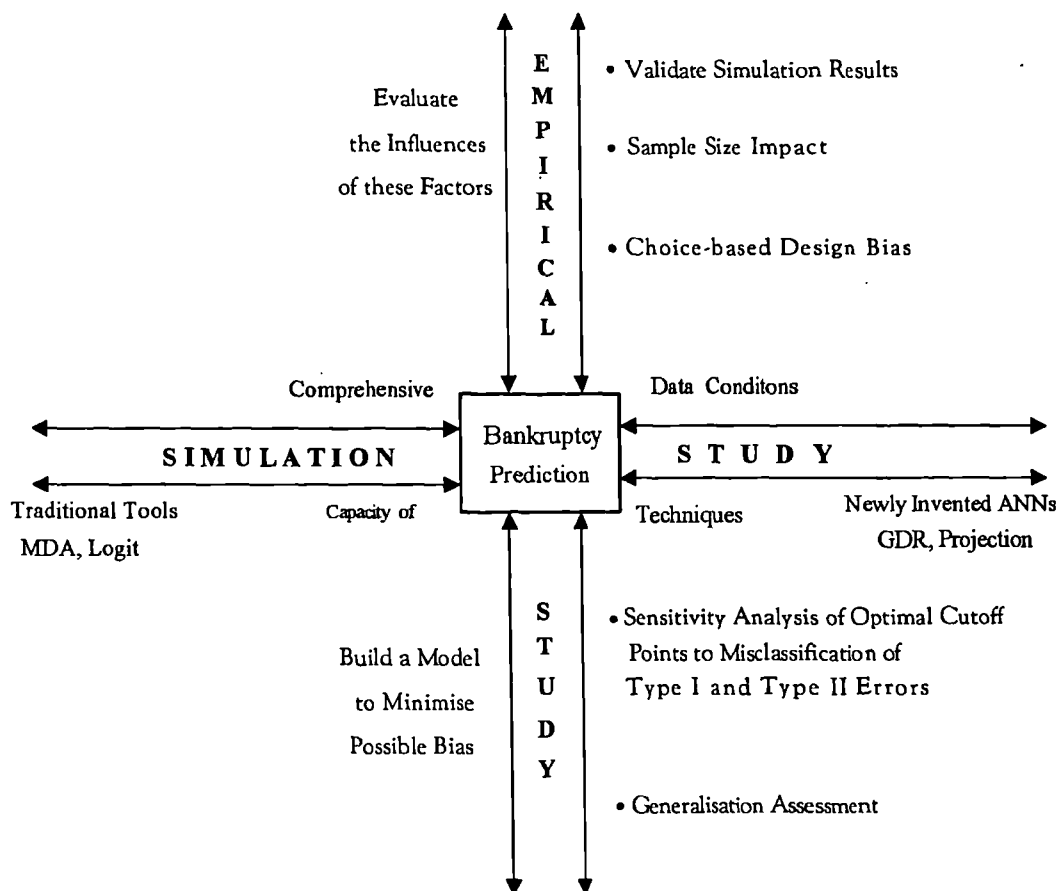 EMPIRICAL
Evaluate
the Influences
of these Factors
• Validate Simulation Results
• Sample Size Impact
• Choice-based Design Bias
Comprehensive
Data Conditons
SIMULATION
Bankruptcy
Prediction
STUDY
Traditional Tools
MDA, Logit
Capacity of
Techniques
Newly Invented ANNs
GDR, Projection
STUDY
Build a Model
to Minimise
Possible Bias
• Sensitivity Analysis of Optimal Cutoff
Points to Misclassification of
Type I and Type II Errors
• Generalisation Assessment